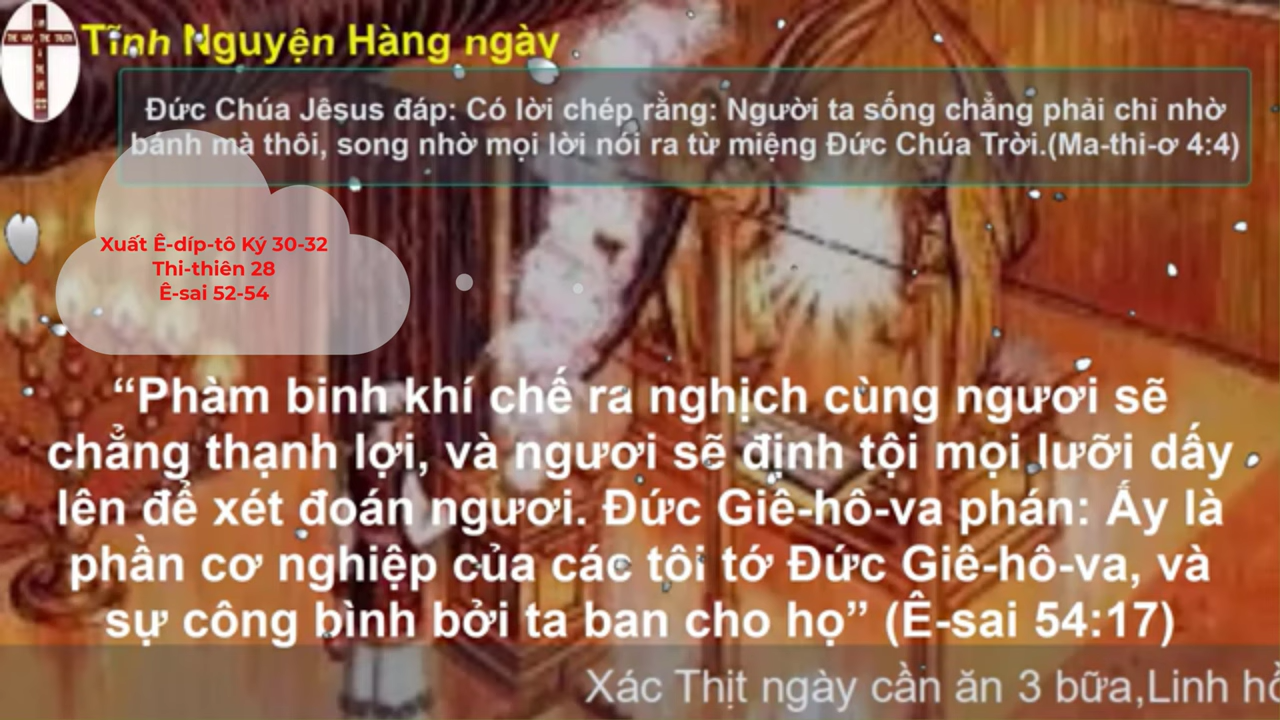 THE WAY THE TRUTH
Tĩnh Nguyện Hàng ngày
Đức Chúa Jêsus đáp: Có lời chép rằng: Người ta sống chẳng phải chỉ nhờ
bánh mà thôi, song nhờ mọi lời nói ra từ miệng Đức Chúa Trời.(Ma-thi-ơ 4:4)
Xuất Ê-díp-tô Ký 30-32
Thi-thiên 28
Ê-sai 52-54
“Phàm binh khí chế ra nghịch cùng ngươi sẽ
chẳng thạnh lợi, và ngươi sẽ định tội mọi lưỡi dấy
lên để xét đoán ngươi. Đức Giê-hô-va phán: Ấy là
phần cơ nghiệp của các tôi tớ Đức Giê-hô-va, và
sự công bình bởi ta ban cho họ” (Ê-sai 54:17)
Xác Thịt ngày cần ăn 3 bữa,Linh